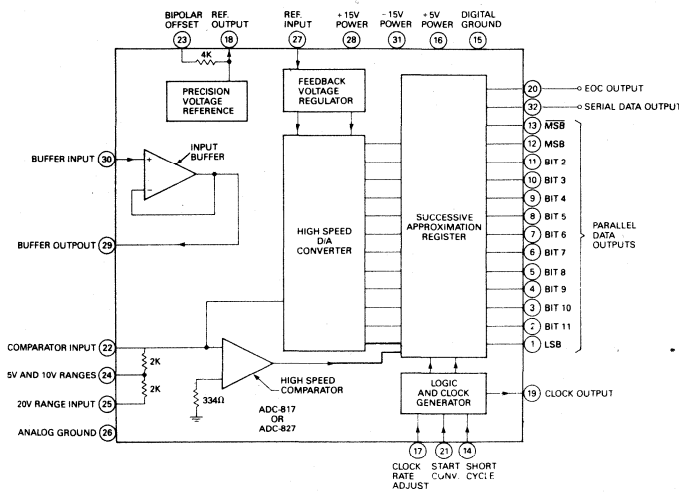 BIPOLAR OFFSET
23
REF. OUTPUT
18
REF. INPUT
27
+15V POWER
28
-15V POWER
31
+5V POWER
16
DIGITAL GROUND
15
4K
PRECISION
VOLTAGE
REFERENCE
FEEDBACK
VOLTAGE
REGULATOR
20 EOC OUTPUT
32 SERIAL DATA OUTPUT
13 M̅S̅B̅
12 MSB
11 BIT 2
10 BIT 3
9 BIT 4
8 BIT 5
7 BIT 6
6 BIT 7
5 BIT 8
4 BIT 9
3 BIT 10
2 BIT 11
1 LSB
PARALLEL
DATA
OUTPUTS
INPUT
BUFFER
BUFFER INPUT 30
+
−
BUFFER OUTPOUT 29
HIGH SPEED
D/A
CONVERTER
SUCCESSIVE
APPROXIMATION
REGISTER
COMPARATOR INPUT 22
2K
5V AND 10V RANGES 24
2K
20V RANGE INPUT 25
ANALOG GROUND 26
334Ω
HIGH SPEED
COMPARATOR
ADC-817
OR
ADC-827
LOGIC
AND CLOCK
GENERATOR
19 CLOCK OUTPUT
17
CLOCK
RATE
ADJUST
21
START
CONV.
14
SHORT
CYCLE